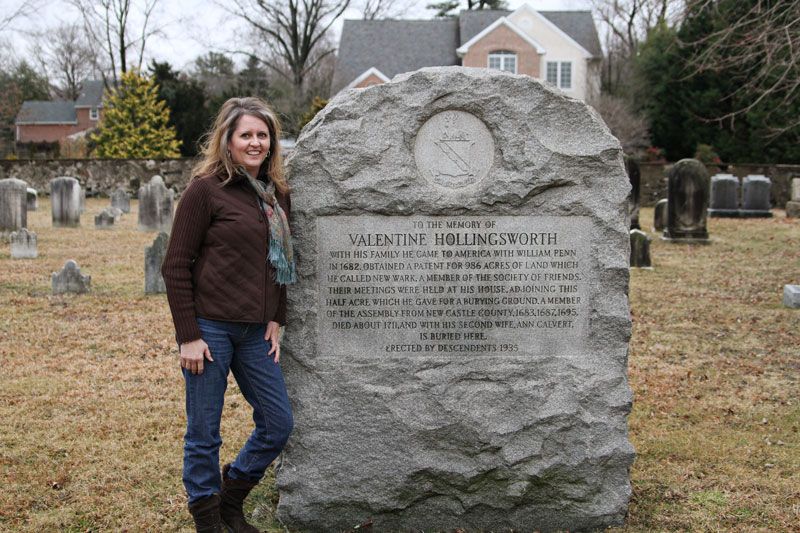 TO THE MEMORY OF
VALENTINE HOLLINGSWORTH
WITH HIS FAMILY HE CAME TO AMERICA WITH WILLIAM PENN
IN 1682. OBTAINED A PATENT FOR 986 ACRES OF LAND WHICH
HE CALLED NEW WARK. A MEMBER OF THE SOCIETY OF FRIENDS.
THEIR MEETINGS WERE HELD AT HIS HOUSE, ADJOINING THIS
HALF ACRE, WHICH HE GAVE FOR A BURYING GROUND. A MEMBER
OF THE ASSEMBLY FROM NEW CASTLE COUNTY, 1683, 1687, 1695.
DIED ABOUT 1711, AND WITH HIS SECOND WIFE, ANN CALVERT,
IS BURIED HERE.
ERECTED BY DESCENDENTS 1935